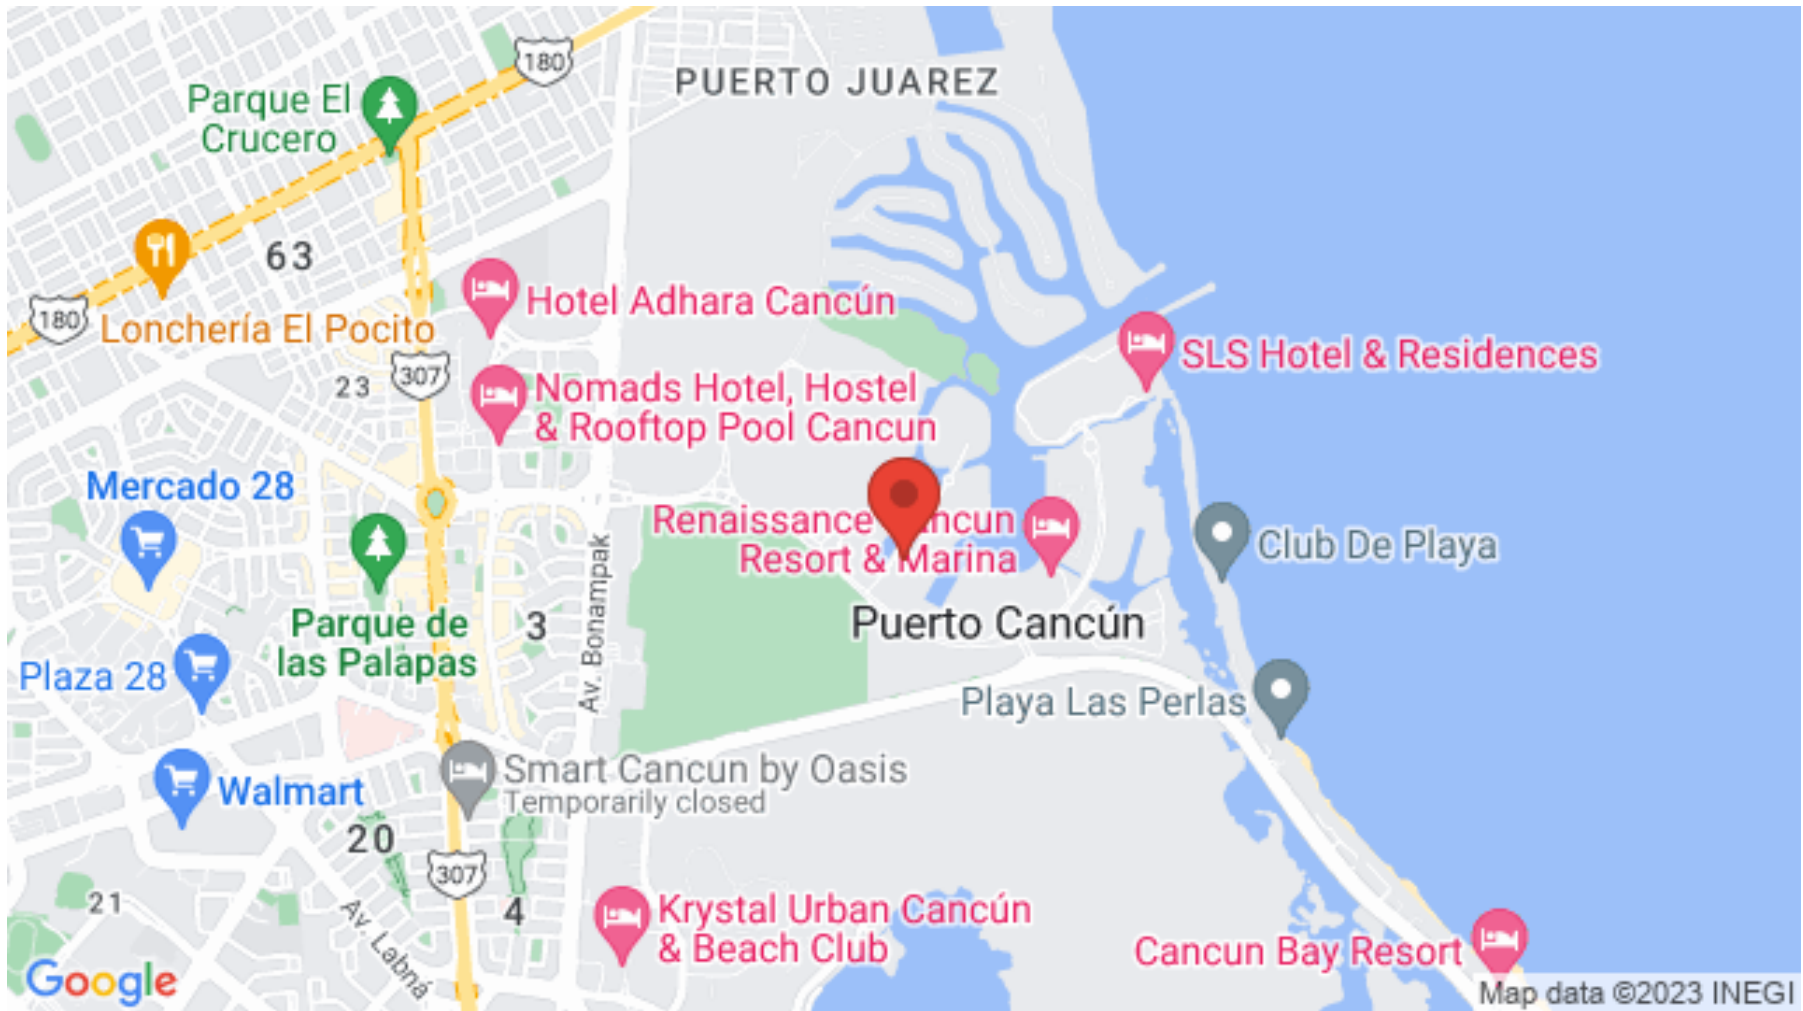 180
PUERTO JUAREZ
Parque El
Crucero
63
180
Hotel Adhara Cancún
Lonchería El Pocito
307
23
SLS Hotel & Residences
Nomads Hotel, Hostel
& Rooftop Pool Cancun
Mercado 28
Renaissance Cancun
Resort & Marina
Club De Playa
Av. Bonampak
Puerto Cancún
Parque de
las Palapas
3
Plaza 28
Playa Las Perlas
Smart Cancun by Oasis
Temporarily closed
Walmart
20
307
21
4
Av. Labná
Krystal Urban Cancún
& Beach Club
Cancun Bay Resort
Google
Map data ©2023 INEGI